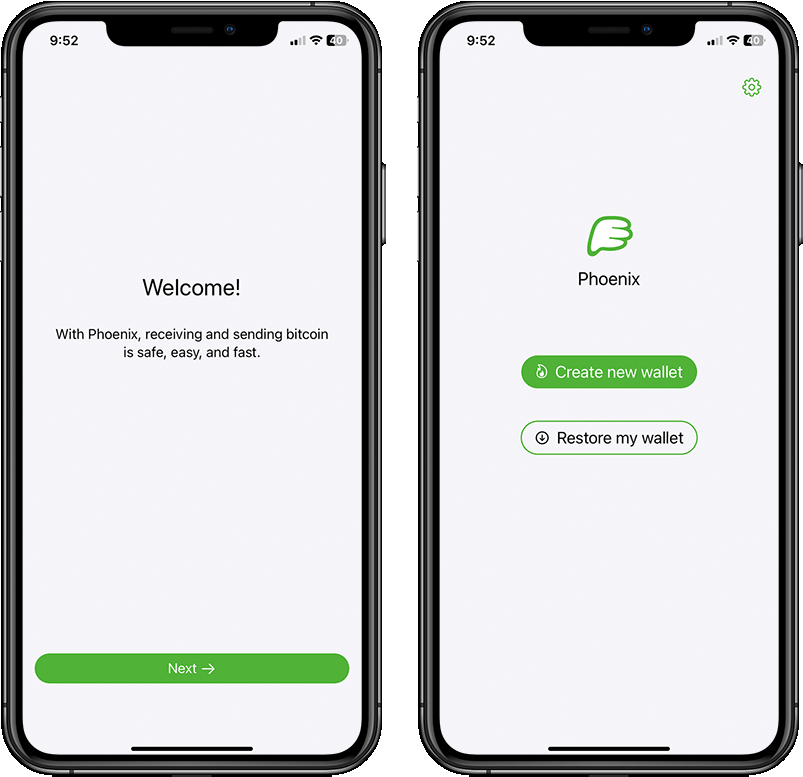 9:52
40
Welcome!
With Phoenix, receiving and sending bitcoin
is safe, easy, and fast.
Next
9:52
40
Phoenix
Create new wallet
Restore my wallet